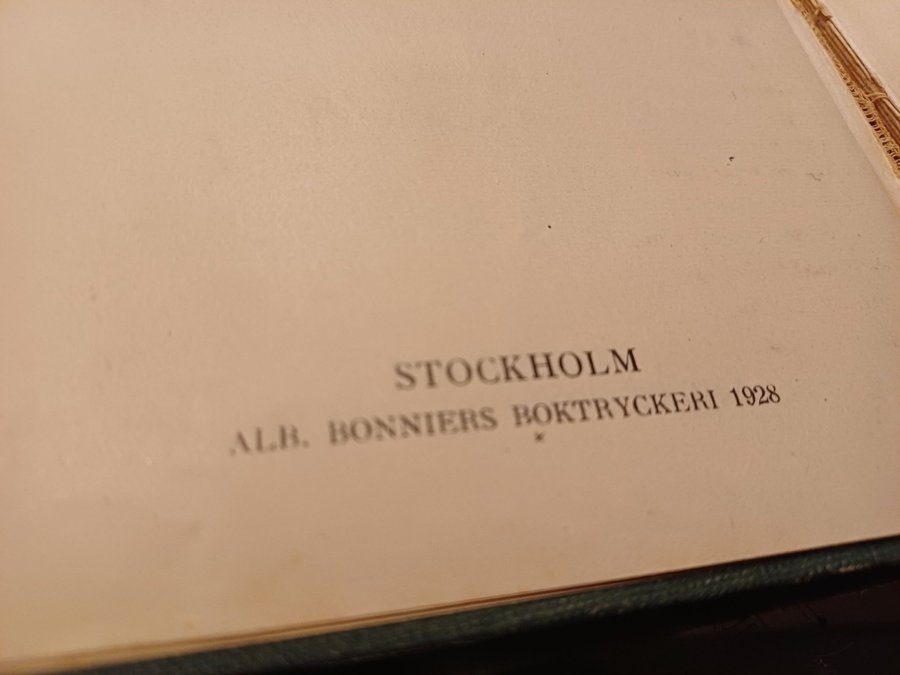 STOCKHOLM
ALB. BONNIERS BOKTRYCKERI 1928